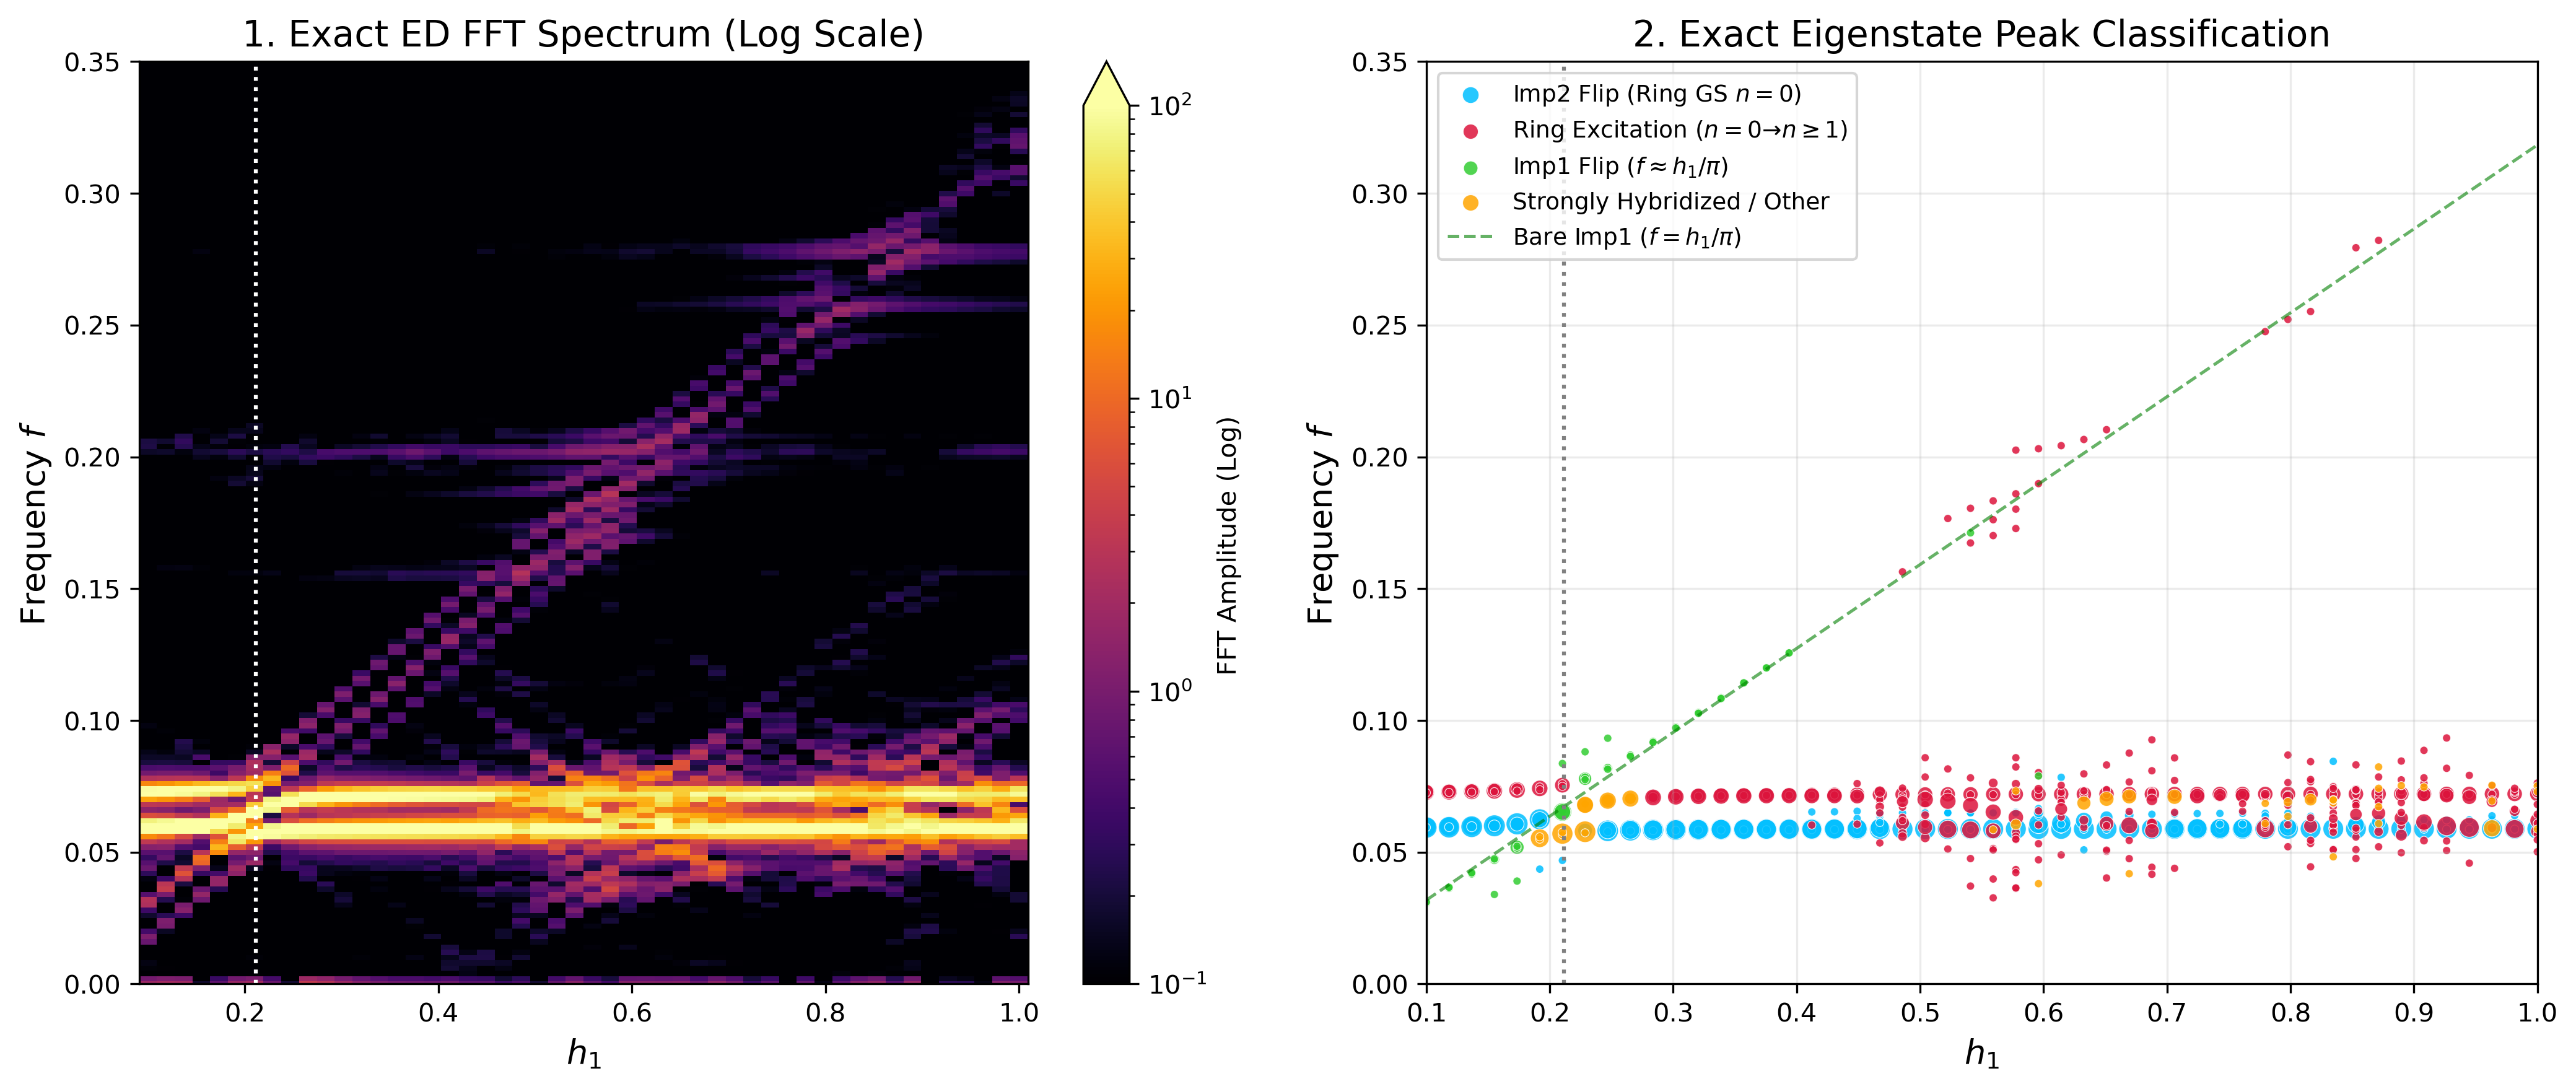 1. Exact ED FFT Spectrum (Log Scale)
0.35
0.30
0.25
0.20
0.15
0.10
0.05
0.00
Frequency f
0.2
0.4
0.6
0.8
1.0
h₁
10²
10¹
10⁰
10⁻¹
FFT Amplitude (Log)
2. Exact Eigenstate Peak Classification
Imp2 Flip (Ring GS n = 0)
Ring Excitation (n = 0→n ≥ 1)
Imp1 Flip (f ≈ h₁/π)
Strongly Hybridized / Other
Bare Imp1 (f = h₁/π)
0.35
0.30
0.25
0.20
0.15
0.10
0.05
0.00
Frequency f
0.1
0.2
0.3
0.4
0.5
0.6
0.7
0.8
0.9
1.0
h₁